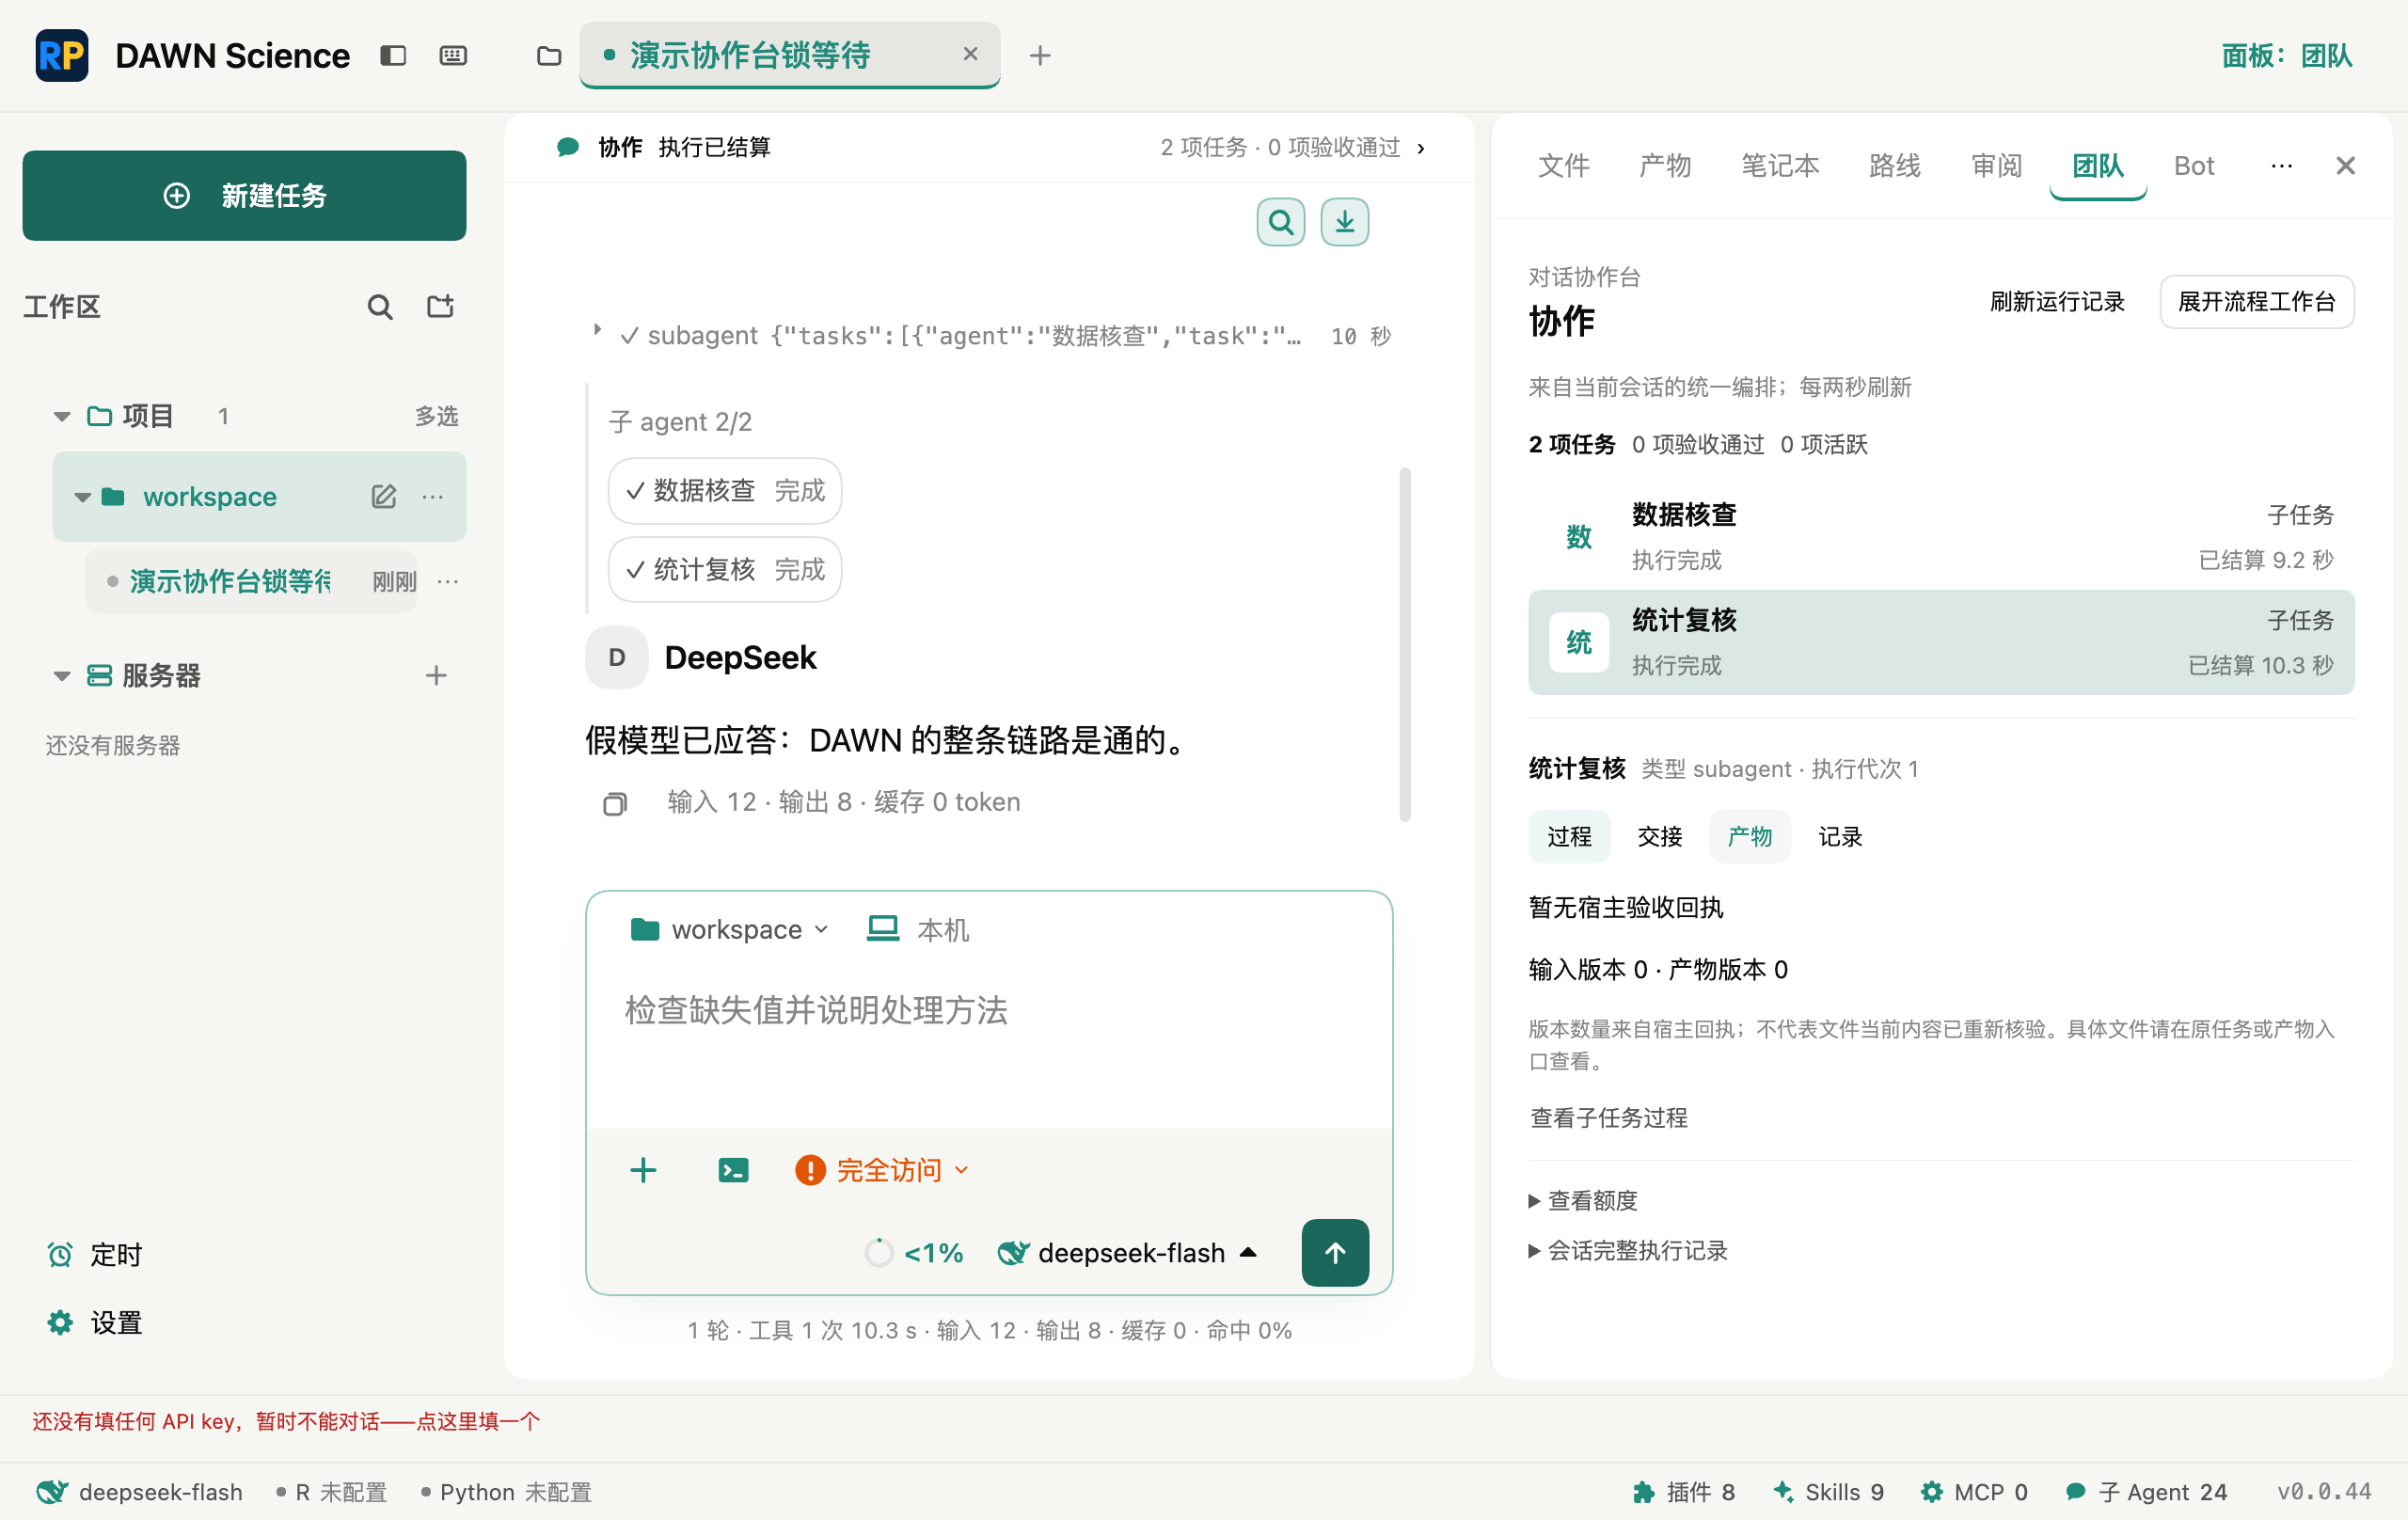 RP DAWN Science
演示协作台锁等待
面板：团队
新建任务
工作区
项目 1 多选
workspace
演示协作台锁等待 刚刚
服务器
还没有服务器
定时
设置
协作 执行已结算 2 项任务 · 0 项验收通过
subagent {"tasks":[{"agent":"数据核查","task":"… 10 秒
子 agent 2/2
数据核查 完成
统计复核 完成
D DeepSeek
假模型已应答：DAWN 的整条链路是通的。
输入 12 · 输出 8 · 缓存 0 token
workspace 本机
检查缺失值并说明处理方法
完全访问
<1% deepseek-flash
1 轮 · 工具 1 次 10.3 s · 输入 12 · 输出 8 · 缓存 0 · 命中 0%
文件 产物 笔记本 路线 审阅 团队 Bot …
对话协作台
协作
刷新运行记录 展开流程工作台
来自当前会话的统一编排；每两秒刷新
2 项任务 0 项验收通过 0 项活跃
数 数据核查 子任务
执行完成 已结算 9.2 秒
统 统计复核 子任务
执行完成 已结算 10.3 秒
统计复核 类型 subagent · 执行代次 1
过程 交接 产物 记录
暂无宿主验收回执
输入版本 0 · 产物版本 0
版本数量来自宿主回执；不代表文件当前内容已重新核验。具体文件请在原任务或产物入
口查看。
查看子任务过程
查看额度
会话完整执行记录
还没有填任何 API key，暂时不能对话——点这里填一个
deepseek-flash R 未配置 Python 未配置
插件 8 Skills 9 MCP 0 子 Agent 24 v0.0.44